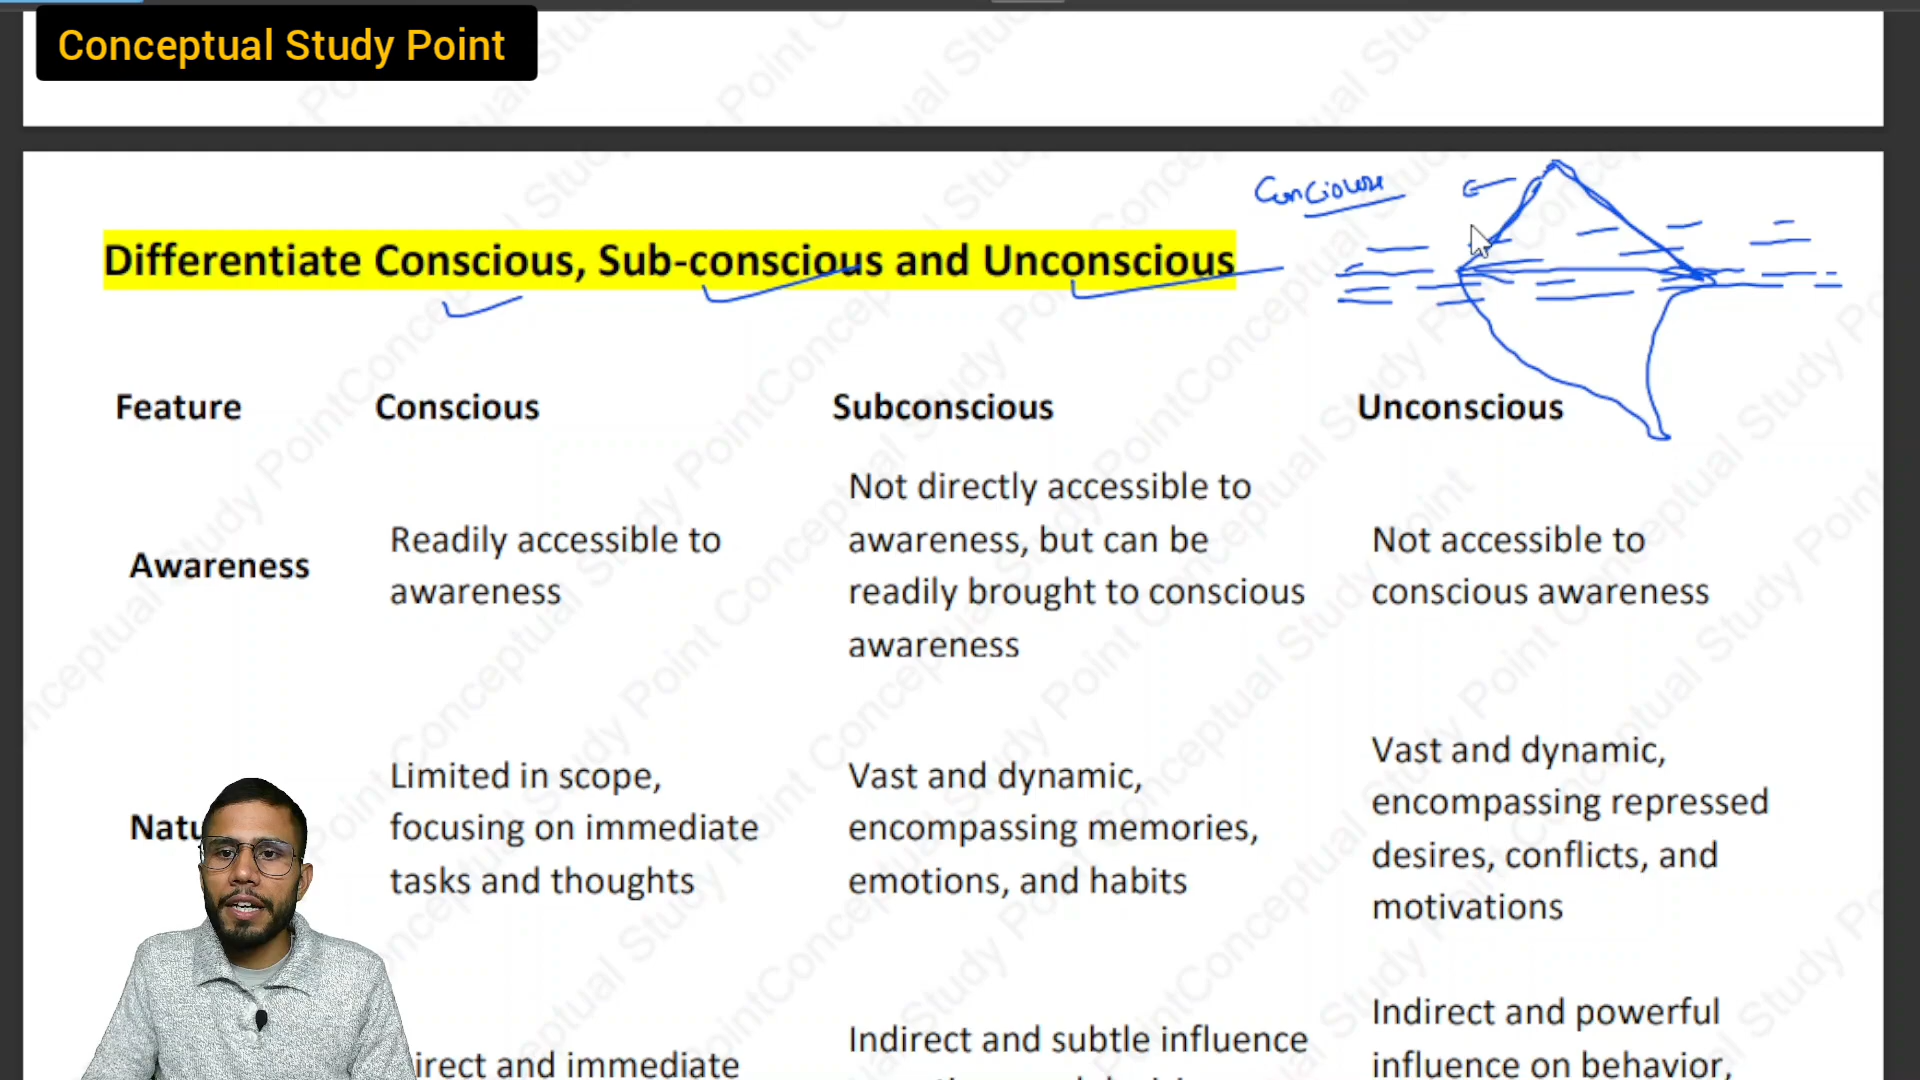 Conceptual Study Point
Conciouse
Differentiate Conscious, Sub-conscious and Unconscious
Feature Conscious Subconscious Unconscious
Awareness
Readily accessible to
awareness
Not directly accessible to
awareness, but can be
readily brought to conscious
awareness
Not accessible to
conscious awareness
Natu
Limited in scope,
focusing on immediate
tasks and thoughts
Vast and dynamic,
encompassing memories,
emotions, and habits
Vast and dynamic,
encompassing repressed
desires, conflicts, and
motivations
irect and immediate
Indirect and subtle influence
Indirect and powerful
influence on behavior,